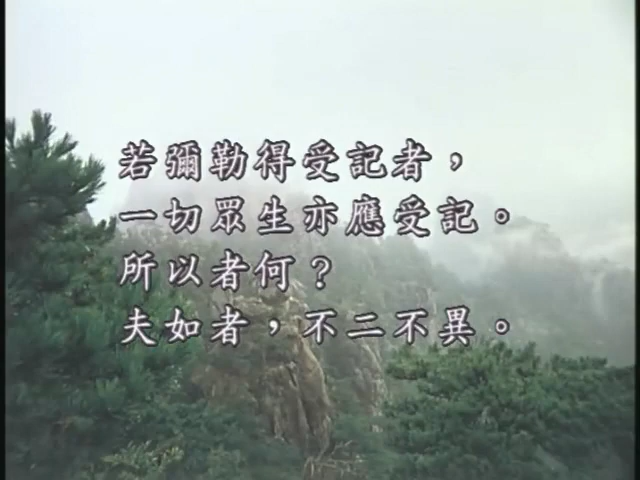 若彌勒得受記者，
一切眾生亦應受記。
所以者何？
夫如者，不二不異。